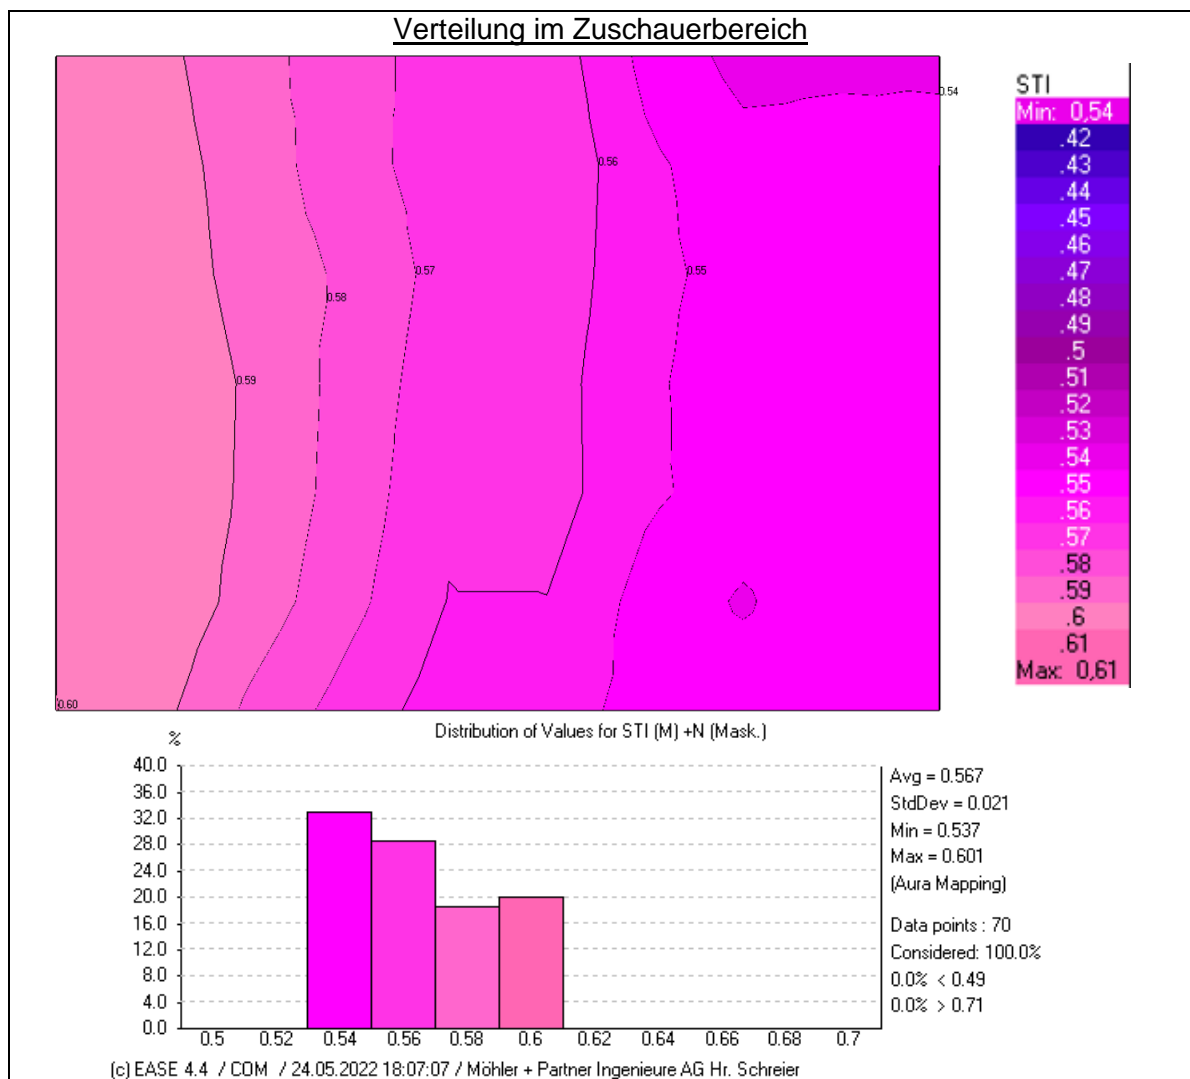 Verteilung im Zuschauerbereich
STI
Min: 0,54
.42
.43
.44
.45
.46
.47
.48
.49
.5
.51
.52
.53
.54
.55
.56
.57
.58
.59
.6
.61
Max: 0,61
0.54
0.56
0.57
0.55
0.58
0.59
0.60
Distribution of Values for STI (M) +N (Mask.)
%
40.0
36.0
32.0
28.0
24.0
20.0
16.0
12.0
8.0
4.0
0.0
0.5 0.52 0.54 0.56 0.58 0.6 0.62 0.64 0.66 0.68 0.7
Avg = 0.567
StdDev = 0.021
Min = 0.537
Max = 0.601
(Aura Mapping)
Data points : 70
Considered: 100.0%
0.0% < 0.49
0.0% > 0.71
(c) EASE 4.4 / COM / 24.05.2022 18:07:07 / Möhler + Partner Ingenieure AG Hr. Schreier